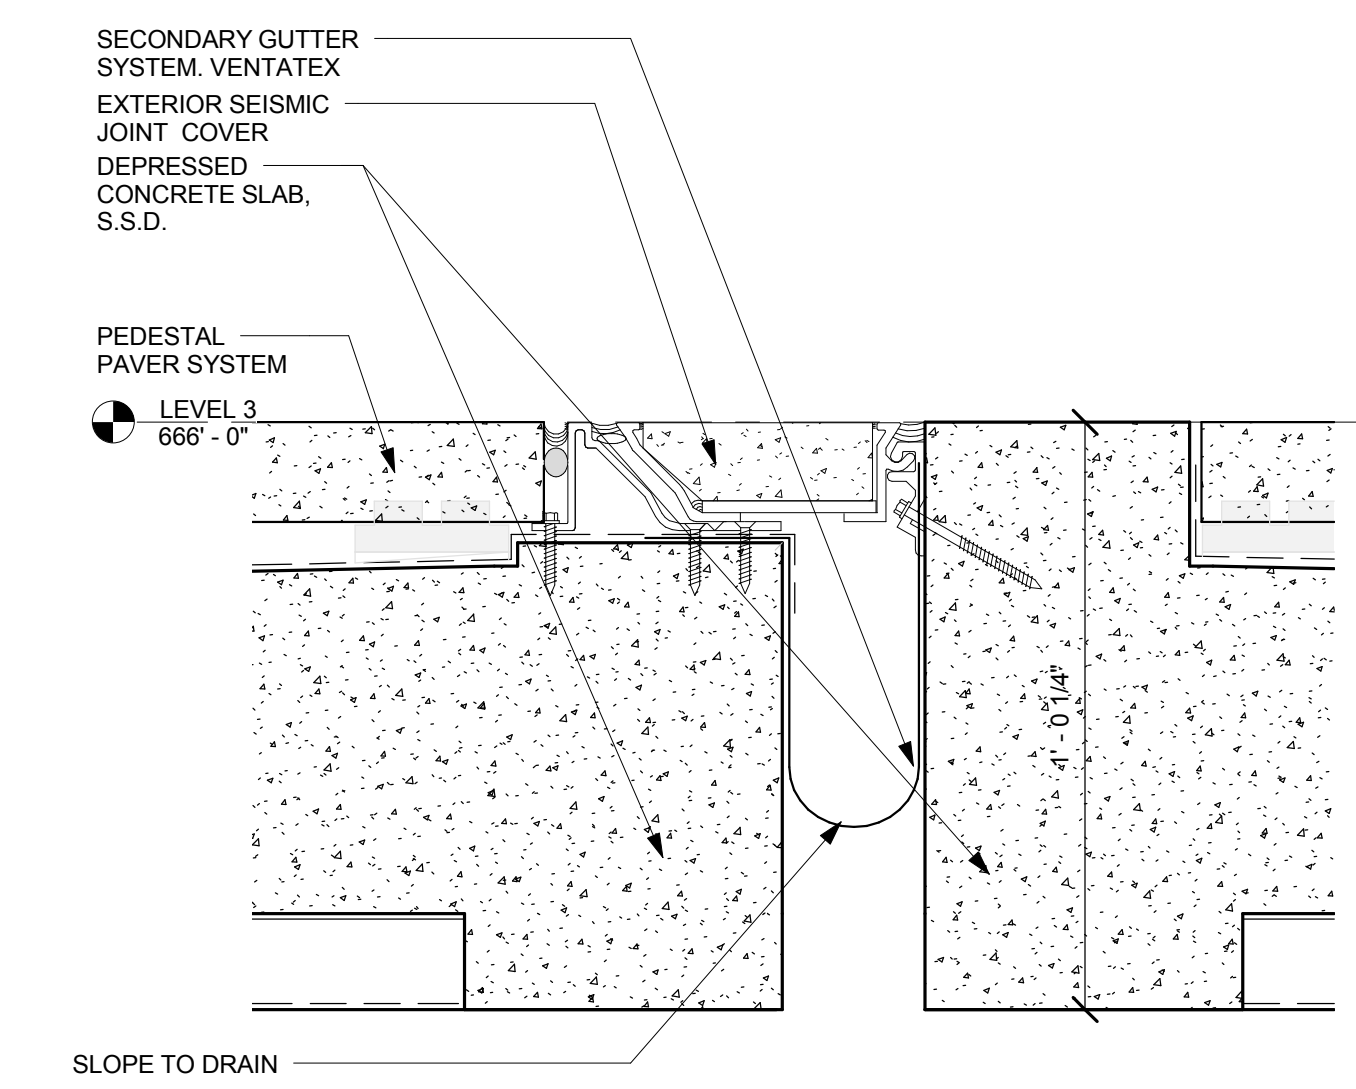 SECONDARY GUTTER
SYSTEM. VENTATEX
EXTERIOR SEISMIC
JOINT COVER
DEPRESSED
CONCRETE SLAB,
S.S.D.
PEDESTAL
PAVER SYSTEM
LEVEL 3
666' - 0"
1' - 0 1/4"
SLOPE TO DRAIN